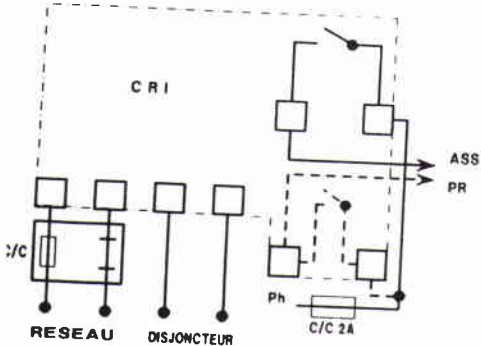 CRI
ASS
PR
C/C
Ph
C/C 2A
RESEAU
DISJONCTEUR